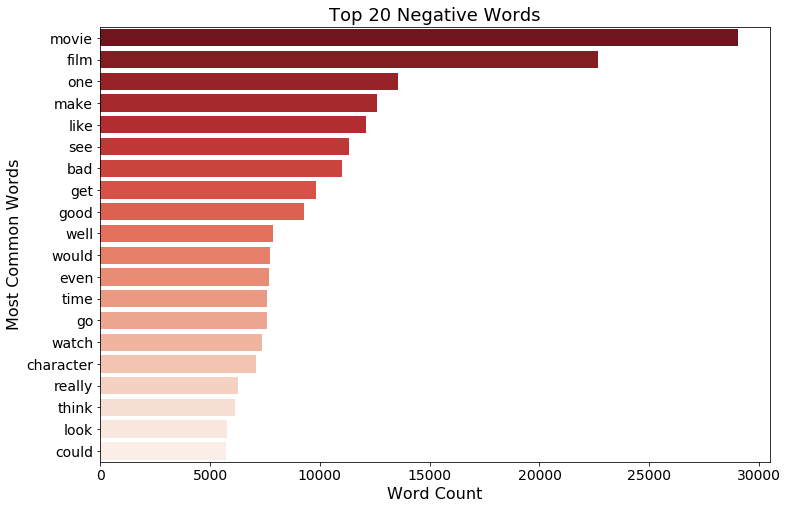 Top 20 Negative Words
Most Common Words
movie
film
one
make
like
see
bad
get
good
well
would
even
time
go
watch
character
really
think
look
could
0 5000 10000 15000 20000 25000 30000
Word Count